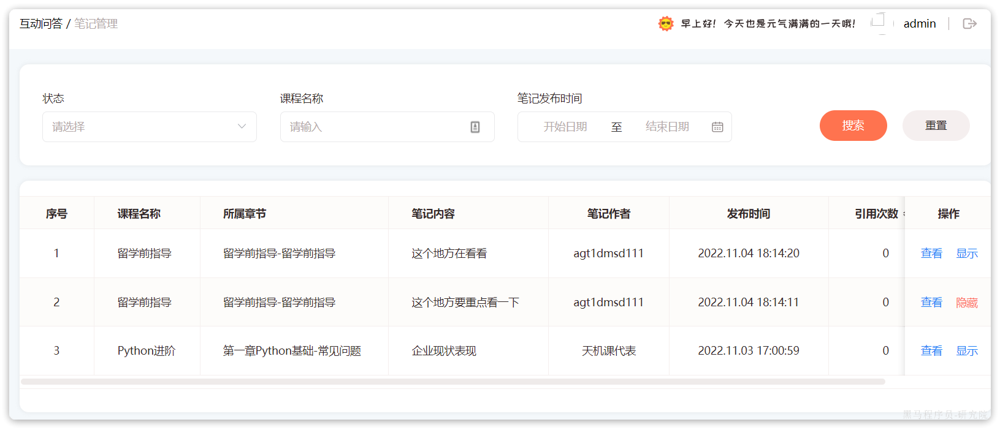 互动问答 / 笔记管理
早上好！今天也是元气满满的一天哦！
admin
状态
课程名称
笔记发布时间
请选择
请输入
开始日期 至 结束日期
搜索
重置
序号 课程名称 所属章节 笔记内容 笔记作者 发布时间 引用次数 操作
1 留学前指导 留学前指导-留学前指导 这个地方在看看 agt1dmsd111 2022.11.04 18:14:20 0 查看 显示
2 留学前指导 留学前指导-留学前指导 这个地方要重点看一下 agt1dmsd111 2022.11.04 18:14:11 0 查看 隐藏
3 Python进阶 第一章Python基础-常见问题 企业现状表现 天机课代表 2022.11.03 17:00:59 0 查看 显示
黑马程序员-研究院